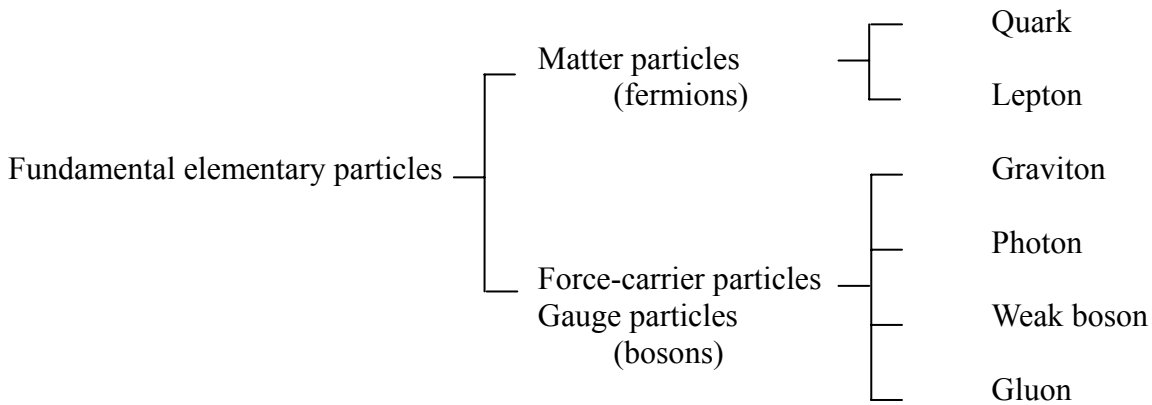 Quark
Matter particles
(fermions)
Lepton
Fundamental elementary particles
Graviton
Photon
Force-carrier particles
Gauge particles
(bosons)
Weak boson
Gluon